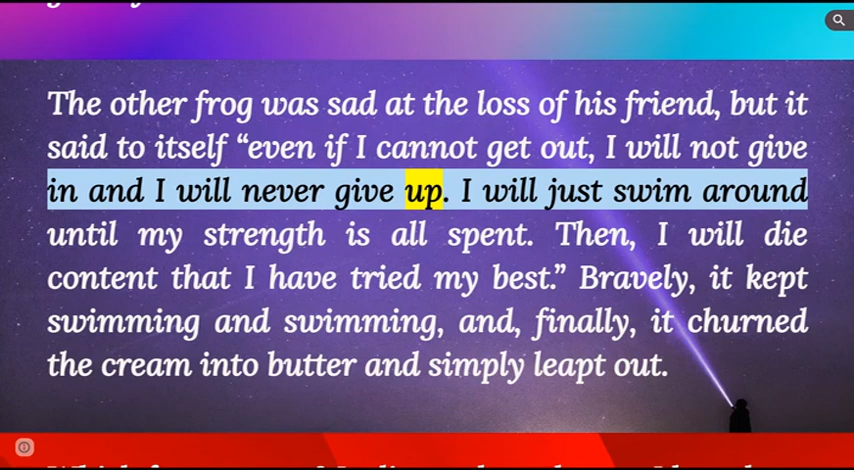 The other frog was sad at the loss of his friend, but it
said to itself “even if I cannot get out, I will not give
in and I will never give up. I will just swim around
until my strength is all spent. Then, I will die
content that I have tried my best.” Bravely, it kept
swimming and swimming, and, finally, it churned
the cream into butter and simply leapt out.